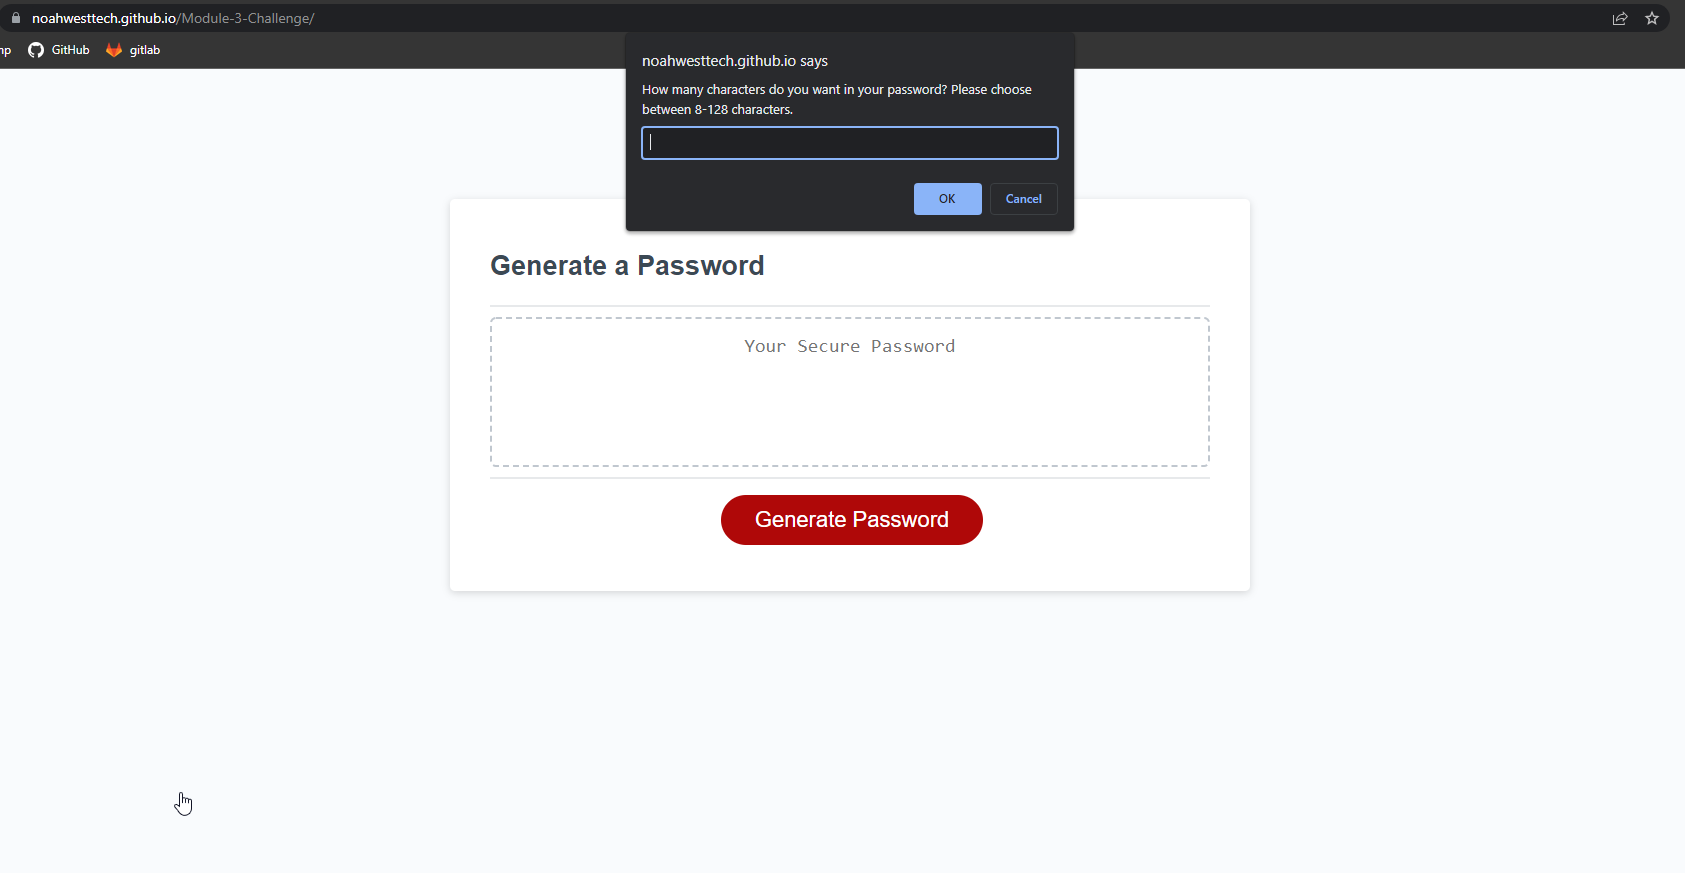 noahwesttech.github.io/Module-3-Challenge/
GitHub gitlab
noahwesttech.github.io says
How many characters do you want in your password? Please choose
between 8-128 characters.
OK Cancel
Generate a Password
Your Secure Password
Generate Password